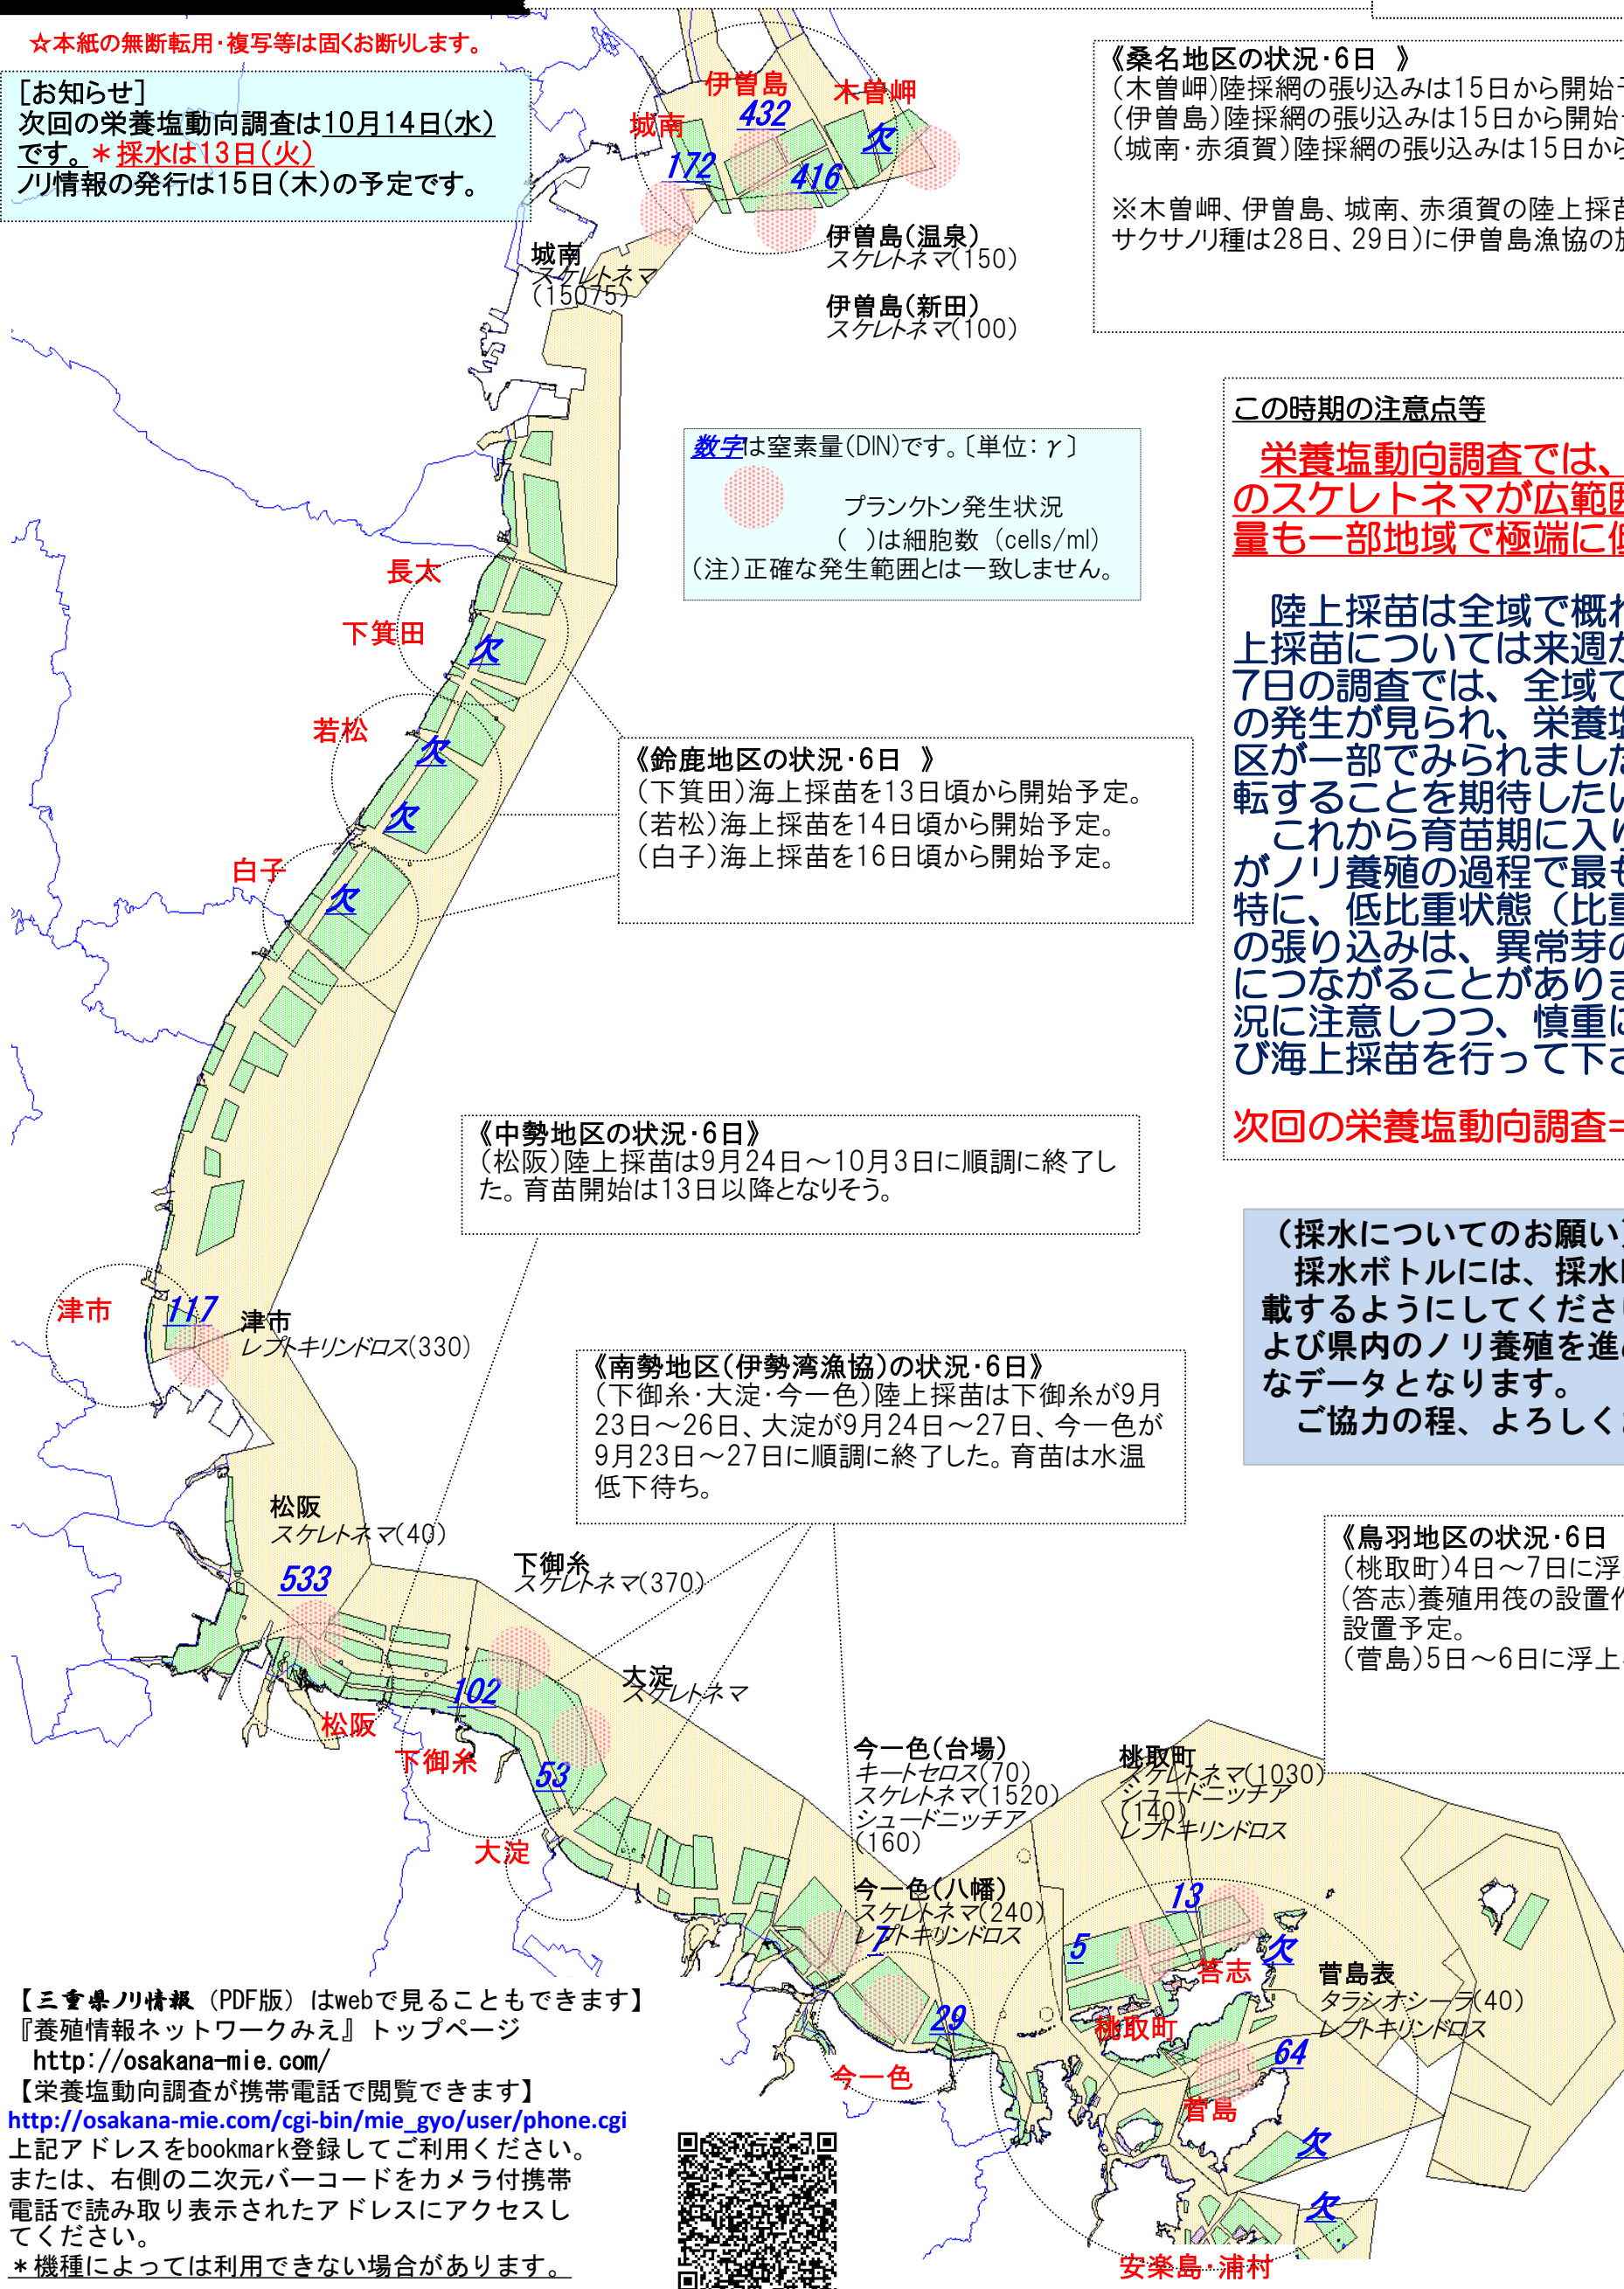 ☆本紙の無断転用・複写等は固くお断りします。
［お知らせ］
次回の栄養塩動向調査は10月14日(水)
です。＊採水は13日(火)
ノリ情報の発行は15日(木)の予定です。
伊曽島
木曽岬
城南
432
欠
172
416
城南
スケレトネマ
(15075)
伊曽島(温泉)
スケレトネマ(150)
伊曽島(新田)
スケレトネマ(100)
《桑名地区の状況・6日 》
(木曽岬)陸採網の張り込みは15日から開始
(伊曽島)陸採網の張り込みは15日から開始
(城南・赤須賀)陸採網の張り込みは15日から
※木曽岬、伊曽島、城南、赤須賀の陸上採苗
サクサノリ種は28日、29日)に伊曽島漁協の
数字は窒素量(DIN)です。〔単位：γ〕
プランクトン発生状況
( )は細胞数 (cells/ml)
(注)正確な発生範囲とは一致しません。
この時期の注意点等
栄養塩動向調査では、
のスケレトネマが広範囲
量も一部地域で極端に低
陸上採苗は全域で概ね
上採苗については来週か
7日の調査では、全域で
の発生が見られ、栄養塩
区が一部でみられました
転することを期待したい
これから育苗期に入り
がノリ養殖の過程で最も
特に、低比重状態（比重
の張り込みは、異常芽の
につながることがありま
況に注意しつつ、慎重に
び海上採苗を行って下さ
次回の栄養塩動向調査＝
長太
下箕田
欠
若松
欠
欠
白子
欠
《鈴鹿地区の状況・6日 》
(下箕田)海上採苗を13日頃から開始予定。
(若松)海上採苗を14日頃から開始予定。
(白子)海上採苗を16日頃から開始予定。
《中勢地区の状況・6日》
(松阪)陸上採苗は9月24日～10月3日に順調に終了し
た。育苗開始は13日以降となりそう。
（採水についてのお願い）
採水ボトルには、採水
載するようにしてください
よび県内のノリ養殖を進め
なデータとなります。
ご協力の程、よろしくお
津市
117
津市
レプトキリンドロス(330)
《南勢地区(伊勢湾漁協)の状況・6日》
(下御糸・大淀・今一色)陸上採苗は下御糸が9月
23日～26日、大淀が9月24日～27日、今一色が
9月23日～27日に順調に終了した。育苗は水温
低下待ち。
松阪
スケレトネマ(40)
533
下御糸
スケレトネマ(370)
大淀
スケレトネマ
102
53
松阪
下御糸
大淀
《鳥羽地区の状況・6日
(桃取町)4日～7日に浮
(答志)養殖用筏の設置作
設置予定。
(菅島)5日～6日に浮上
今一色(台場)
キートセロス(70)
スケレトネマ(1520)
シュードニッチア
(160)
桃取町
スケレトネマ(1030)
シュードニッチア
(140)
レプトキリンドロス
今一色(八幡)
スケレトネマ(240)
レプトキリンドロス
7
29
今一色
13
5
欠
答志
桃取町
菅島表
タラシオシーラ(40)
レプトキリンドロス
64
菅島
欠
欠
安楽島・浦村
【三重県ノリ情報（PDF版）はwebで見ることもできます】
『養殖情報ネットワークみえ』トップページ
http://osakana-mie.com/
【栄養塩動向調査が携帯電話で閲覧できます】
http://osakana-mie.com/cgi-bin/mie_gyo/user/phone.cgi
上記アドレスをbookmark登録してご利用ください。
または、右側の二次元バーコードをカメラ付携帯
電話で読み取り表示されたアドレスにアクセスし
てください。
＊機種によっては利用できない場合があります。